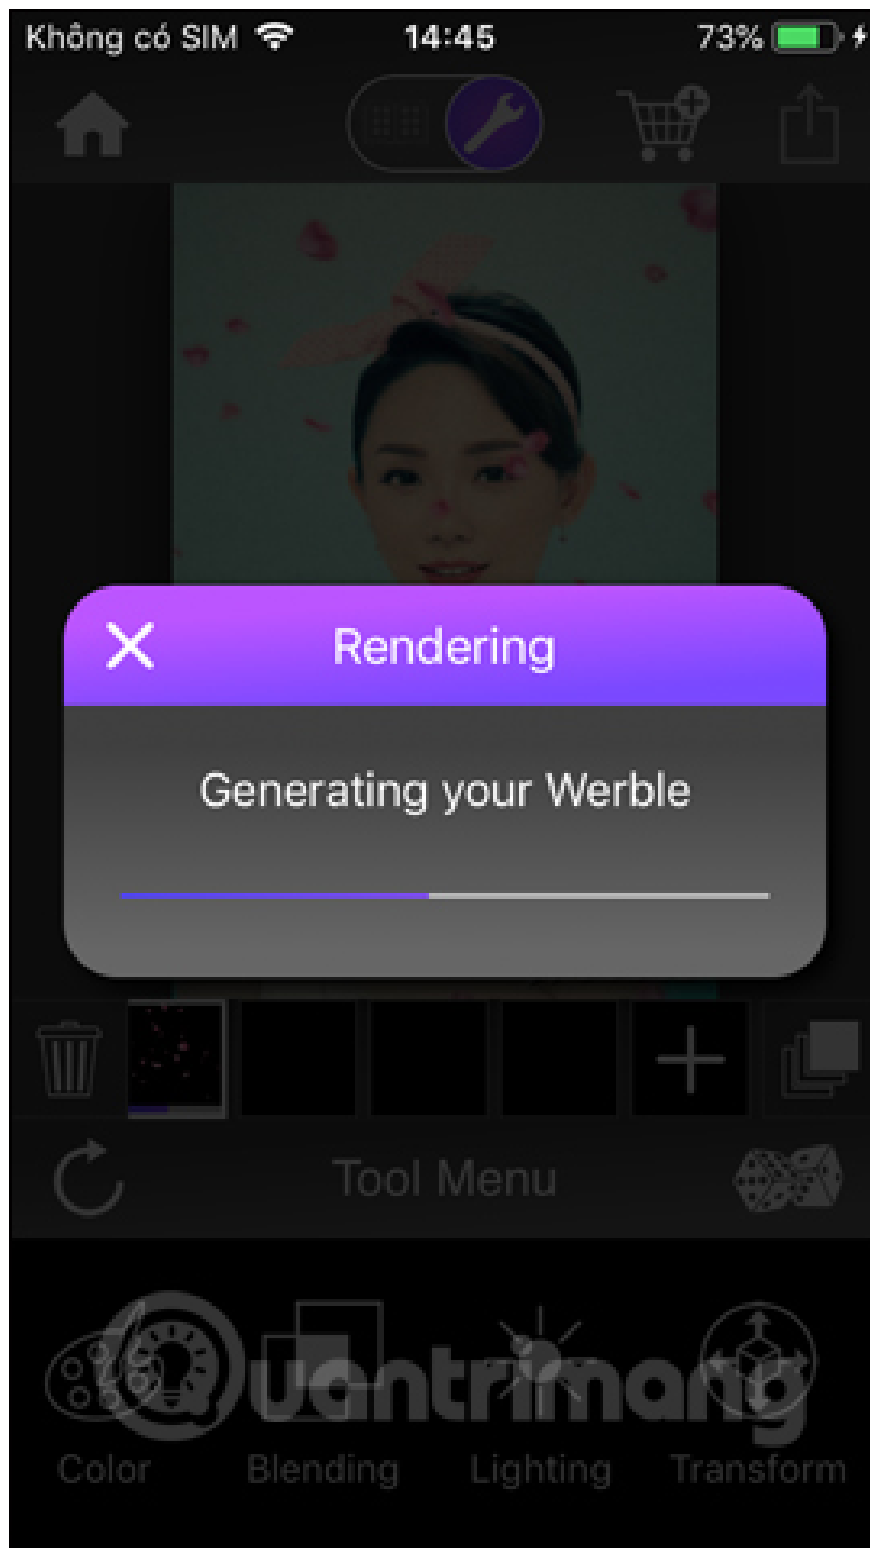 Không có SIM 14:45 73%
Rendering
Generating your Werble
Tool Menu
Quantrimang
Color Blending Lighting Transform